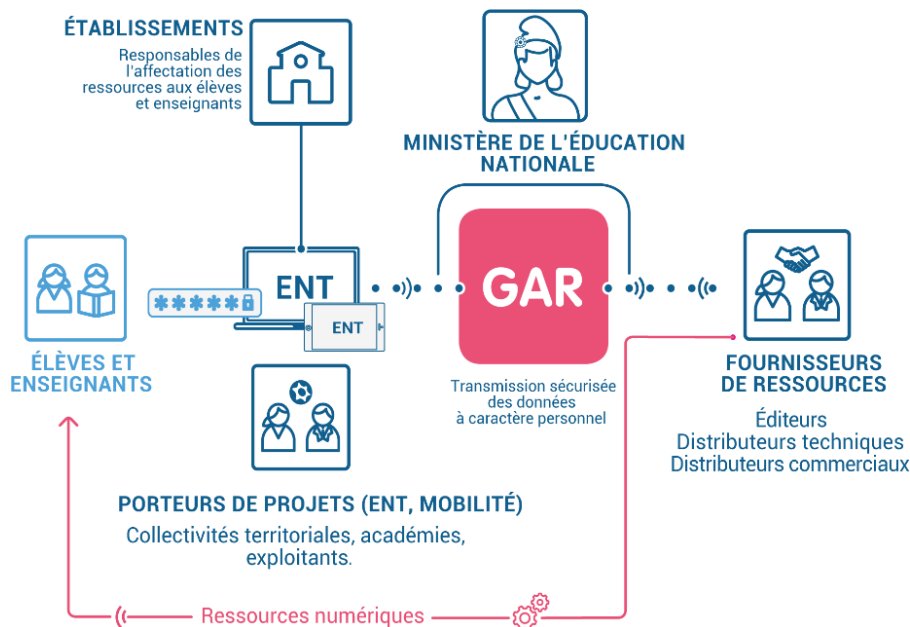 ÉTABLISSEMENTS
Responsables de
l'affectation des
ressources aux élèves
et enseignants
MINISTÈRE DE L'ÉDUCATION
NATIONALE
*****
ENT
ENT
GAR
ÉLÈVES ET
ENSEIGNANTS
Transmission sécurisée
des données
à caractère personnel
FOURNISSEURS
DE RESSOURCES
Éditeurs
Distributeurs techniques
Distributeurs commerciaux
PORTEURS DE PROJETS (ENT, MOBILITÉ)
Collectivités territoriales, académies,
exploitants.
Ressources numériques